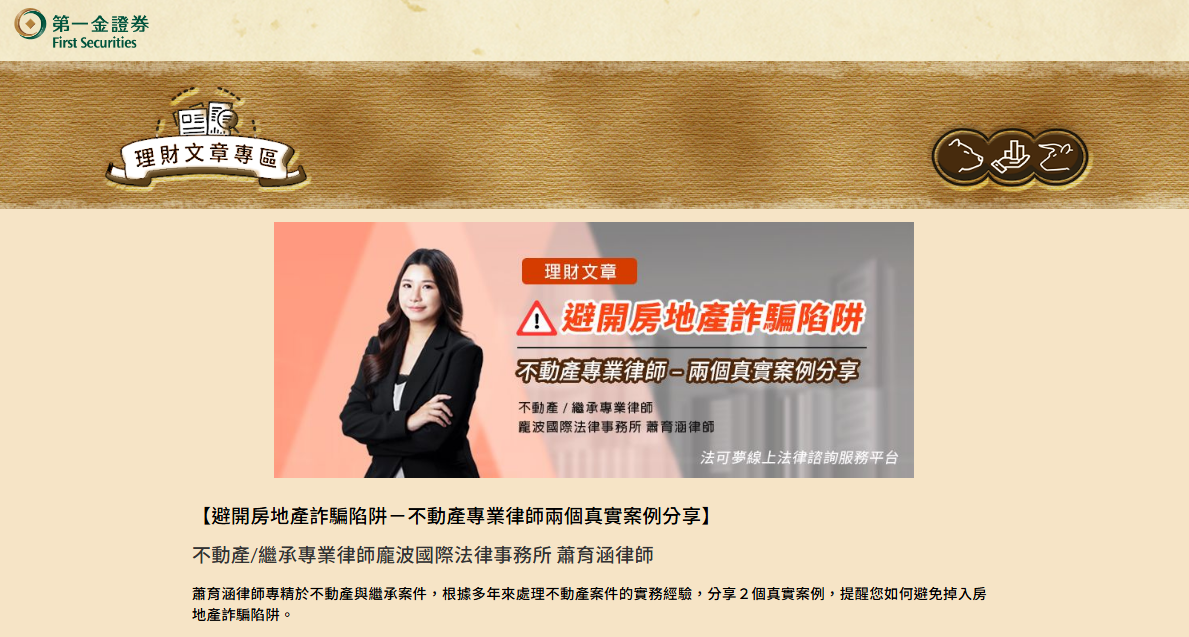 第一金證券
First Securities
理財文章專區
理財文章
避開房地產詐騙陷阱
不動產專業律師 – 兩個真實案例分享
不動產 / 繼承專業律師
龐波國際法律事務所 蕭育涵律師
法可夢線上法律諮詢服務平台
【避開房地產詐騙陷阱－不動產專業律師兩個真實案例分享】
不動產/繼承專業律師龐波國際法律事務所 蕭育涵律師
蕭育涵律師專精於不動產與繼承案件，根據多年來處理不動產案件的實務經驗，分享２個真實案例，提醒您如何避免掉入房
地產詐騙陷阱。